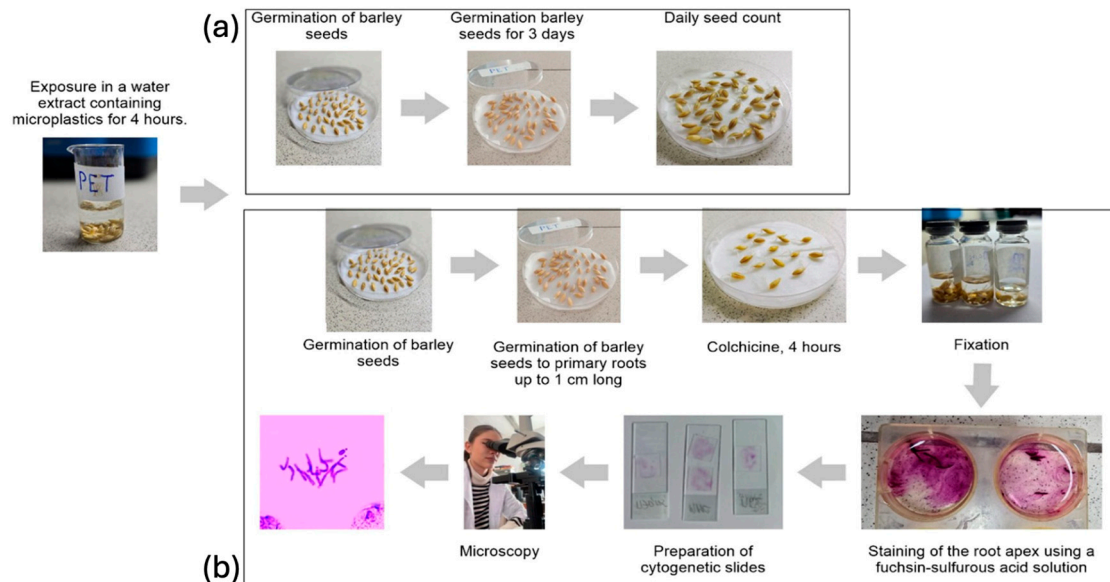 (a)
Germination of barley
seeds
Germination barley
seeds for 3 days
Daily seed count
Exposure in a water
extract containing
microplastics for 4 hours.
PET
PET
PET
Germination of barley
seeds
Germination of barley
seeds to primary roots
up to 1 cm long
Colchicine, 4 hours
Fixation
Microscopy
Preparation of
cytogenetic slides
Staining of the root apex using a
fuchsin-sulfurous acid solution
(b)